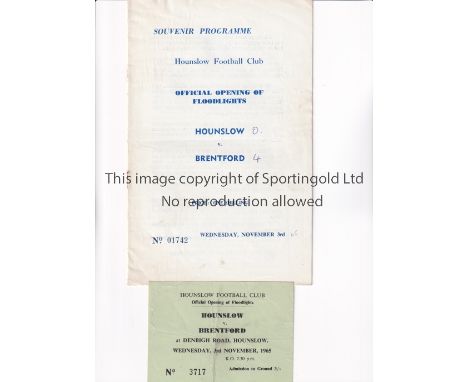 SOUVENIR PROGRAMME
Hounslow Football Club
OFFICIAL OPENING OF
FLOODLIGHTS
HOUNSLOW 0
v.
BRENTFORD 4
This image copyright of Sportingold Ltd
No reproduction allowed
No 01742 WEDNESDAY, NOVEMBER 3rd
HOUNSLOW FOOTBALL CLUB
Official Opening of Floodlights
HOUNSLOW
v.
BRENTFORD
at DENBIGH ROAD, HOUNSLOW.
WEDNESDAY, 3rd NOVEMBER, 1965
K.O. 7.30 p.m.
No 3717 Admission to Ground 3/-